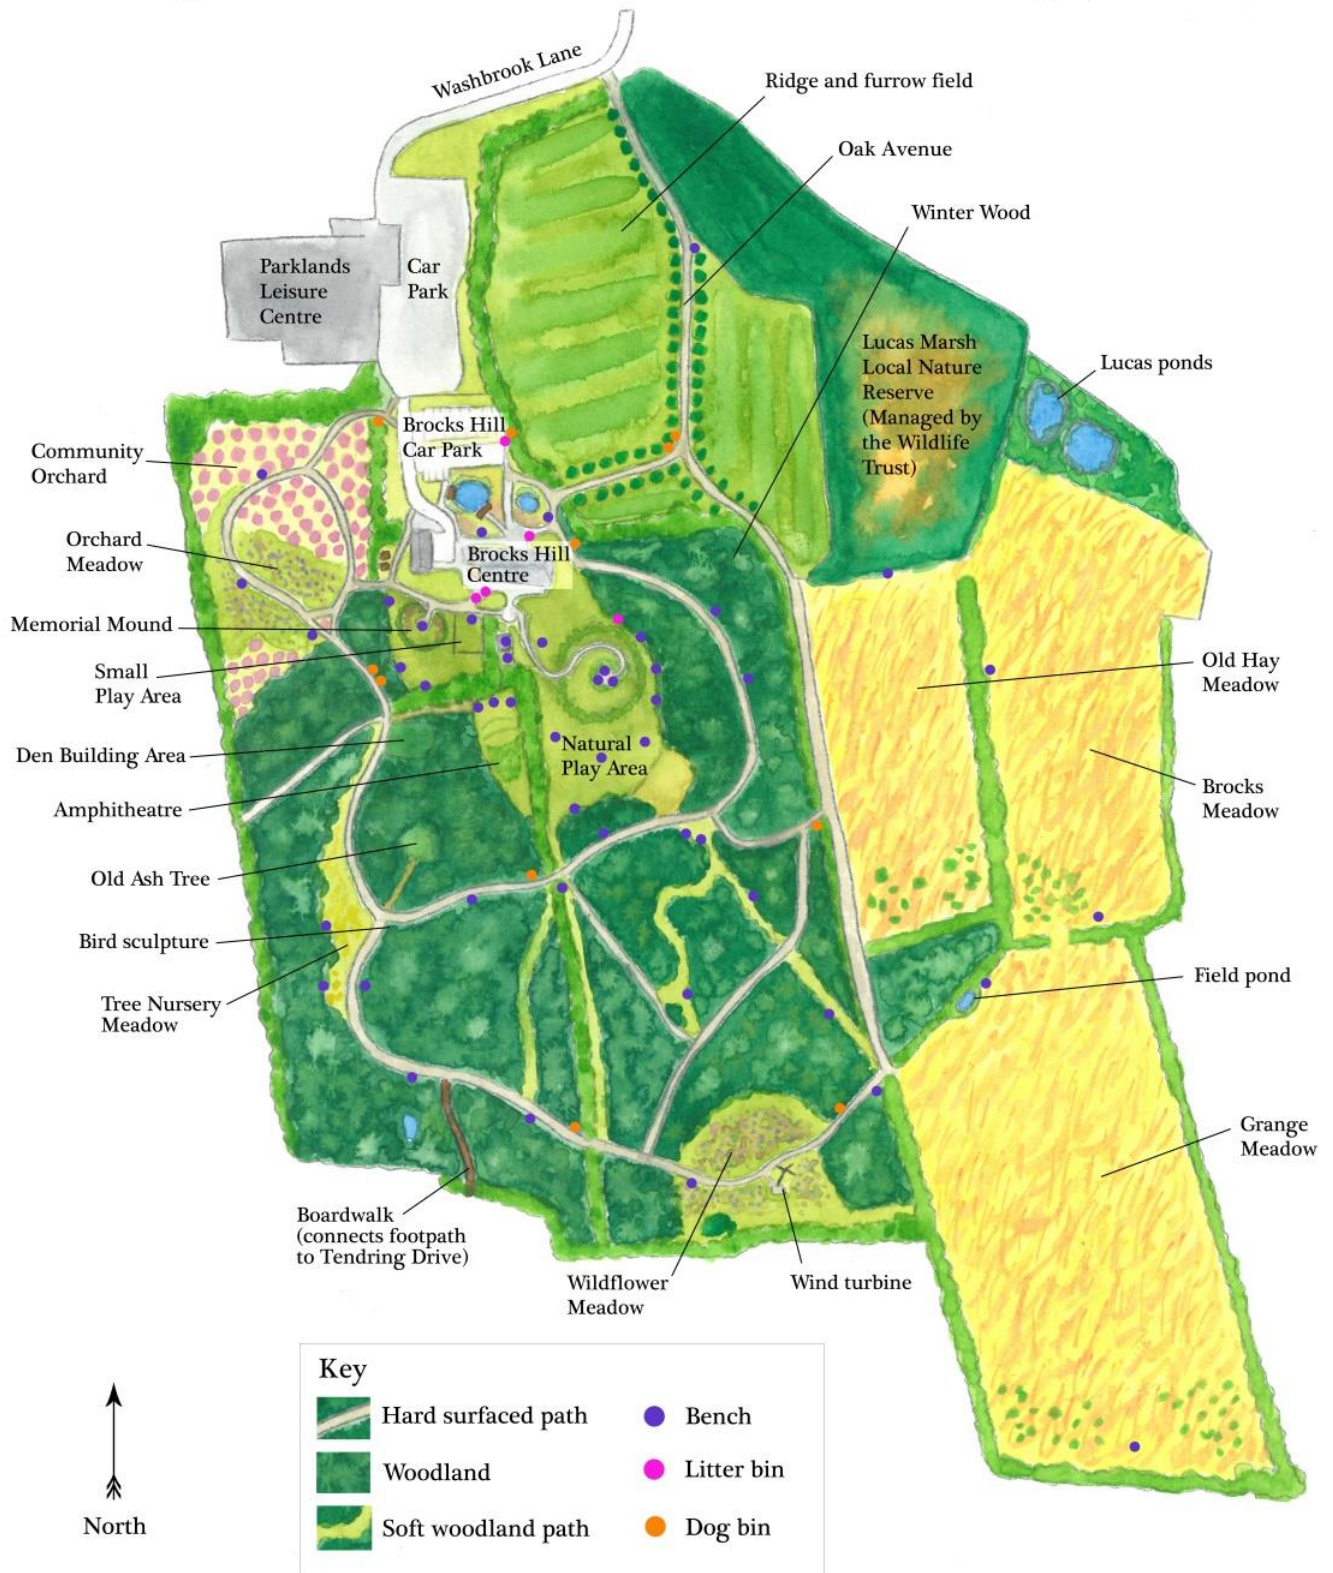 Washbrook Lane
Ridge and furrow field
Oak Avenue
Winter Wood
Parklands
Leisure
Centre
Car
Park
Lucas Marsh
Local Nature
Reserve
(Managed by
the Wildlife
Trust)
Lucas ponds
Brocks Hill
Car Park
Community
Orchard
Orchard
Meadow
Brocks Hill
Centre
Memorial Mound
Small
Play Area
Old Hay
Meadow
Den Building Area
Natural
Play Area
Brocks
Meadow
Amphitheatre
Old Ash Tree
Bird sculpture
Field pond
Tree Nursery
Meadow
Grange
Meadow
Boardwalk
(connects footpath
to Tendring Drive)
Wildflower
Meadow
Wind turbine
Key
Hard surfaced path
Bench
Woodland
Litter bin
Soft woodland path
Dog bin
North